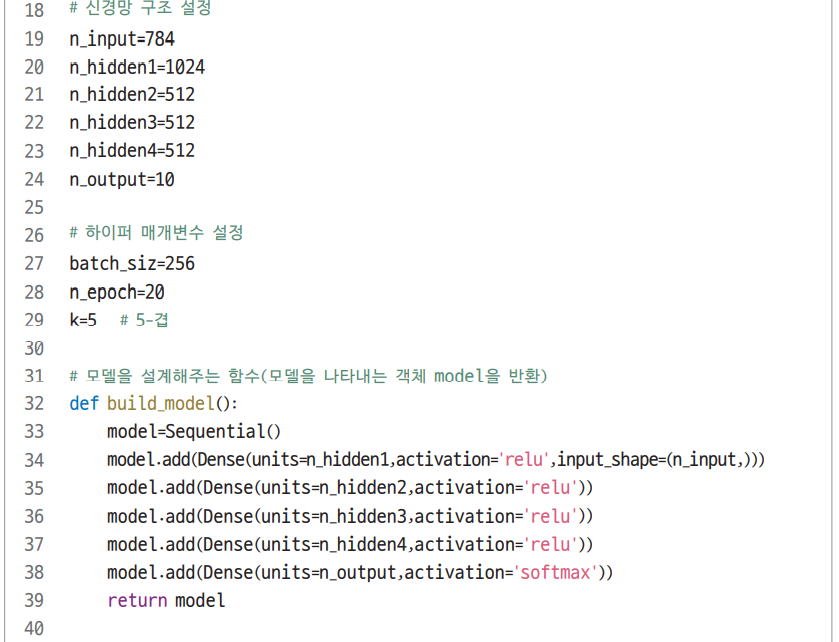 18 # 신경망 구조 설정
19 n_input=784
20 n_hidden1=1024
21 n_hidden2=512
22 n_hidden3=512
23 n_hidden4=512
24 n_output=10
25
26 # 하이퍼 매개변수 설정
27 batch_siz=256
28 n_epoch=20
29 k=5 # 5-겹
30
31 # 모델을 설계해주는 함수(모델을 나타내는 객체 model을 반환)
32 def build_model():
33 model=Sequential()
34 model.add(Dense(units=n_hidden1,activation='relu',input_shape=(n_input,)))
35 model.add(Dense(units=n_hidden2,activation='relu'))
36 model.add(Dense(units=n_hidden3,activation='relu'))
37 model.add(Dense(units=n_hidden4,activation='relu'))
38 model.add(Dense(units=n_output,activation='softmax'))
39 return model
40